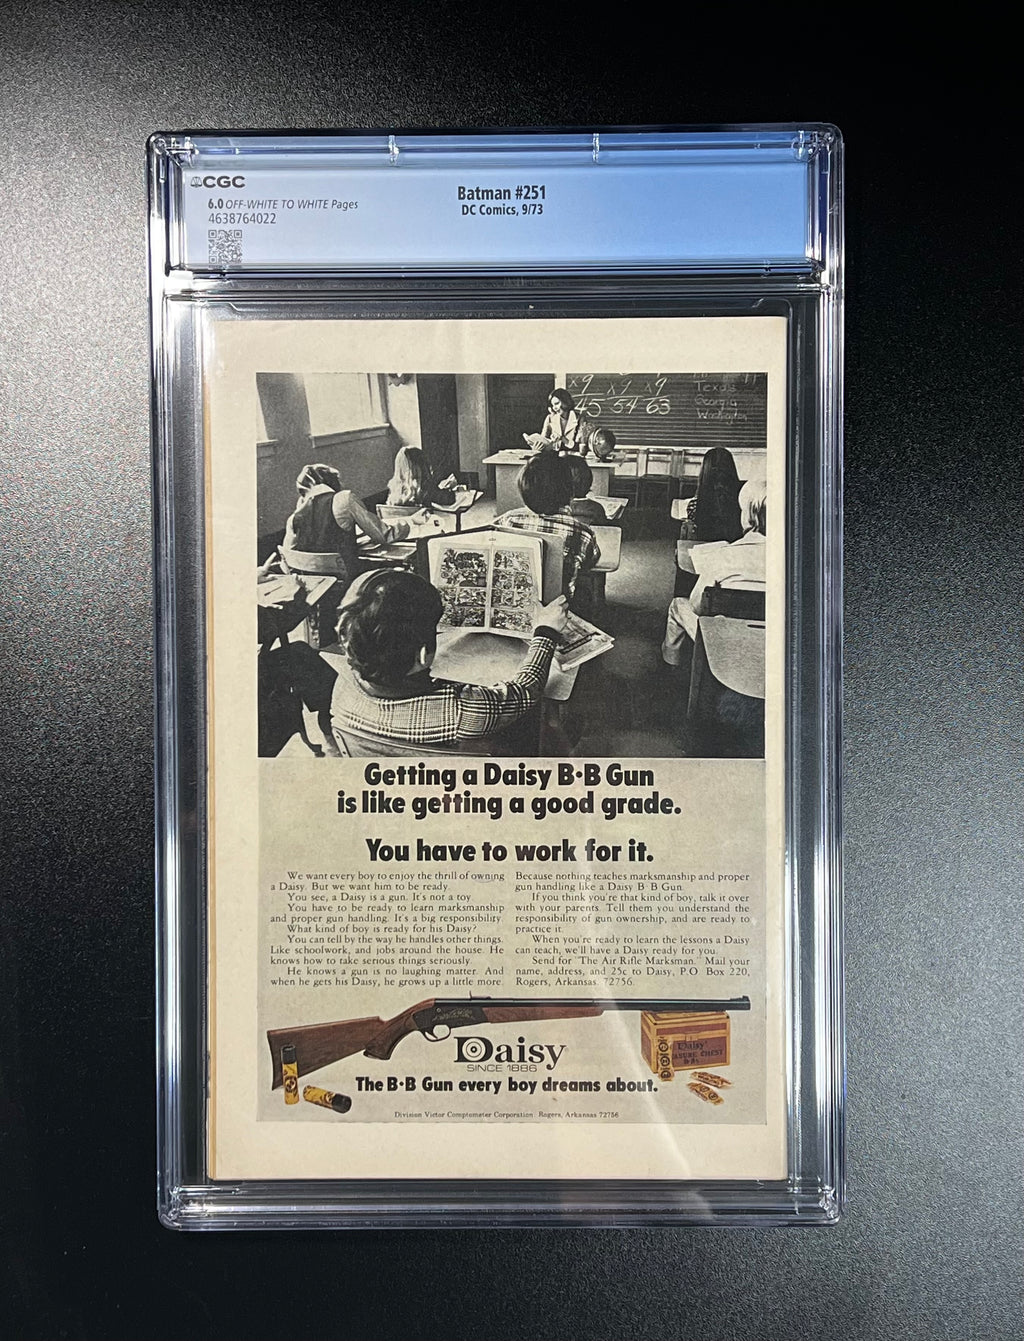 CGC
6.0 OFF-WHITE TO WHITE Pages
4638764022
Batman #251
DC Comics, 9/73
x9 x9 x9
45 54 63
Texas
Georgia
Washington
Getting a Daisy B·B Gun
is like getting a good grade.
You have to work for it.
We want every boy to enjoy the thrill of owning
a Daisy. But we want him to be ready.
You see, a Daisy is a gun. It's not a toy.
You have to be ready to learn marksmanship
and proper gun handling. It's a big responsibility.
What kind of boy is ready for his Daisy?
You can tell by the way he handles other things.
Like schoolwork, and jobs around the house. He
knows how to take serious things seriously.
He knows a gun is no laughing matter. And
when he gets his Daisy, he grows up a little more.
Because nothing teaches marksmanship and proper
gun handling like a Daisy B·B Gun.
If you think you're that kind of boy, talk it over
with your parents. Tell them you understand the
responsibility of gun ownership, and are ready to
practice it.
When you're ready to learn the lessons a Daisy
can teach, we'll have a Daisy ready for you.
Send for "The Air Rifle Marksman." Mail your
name, address, and 25c to Daisy, P.O. Box 220,
Rogers, Arkansas. 72756.
Daisy
SINCE 1886
The B·B Gun every boy dreams about.
Daisy
CHEST
Division Victor Comptometer Corporation. Rogers, Arkansas 72756